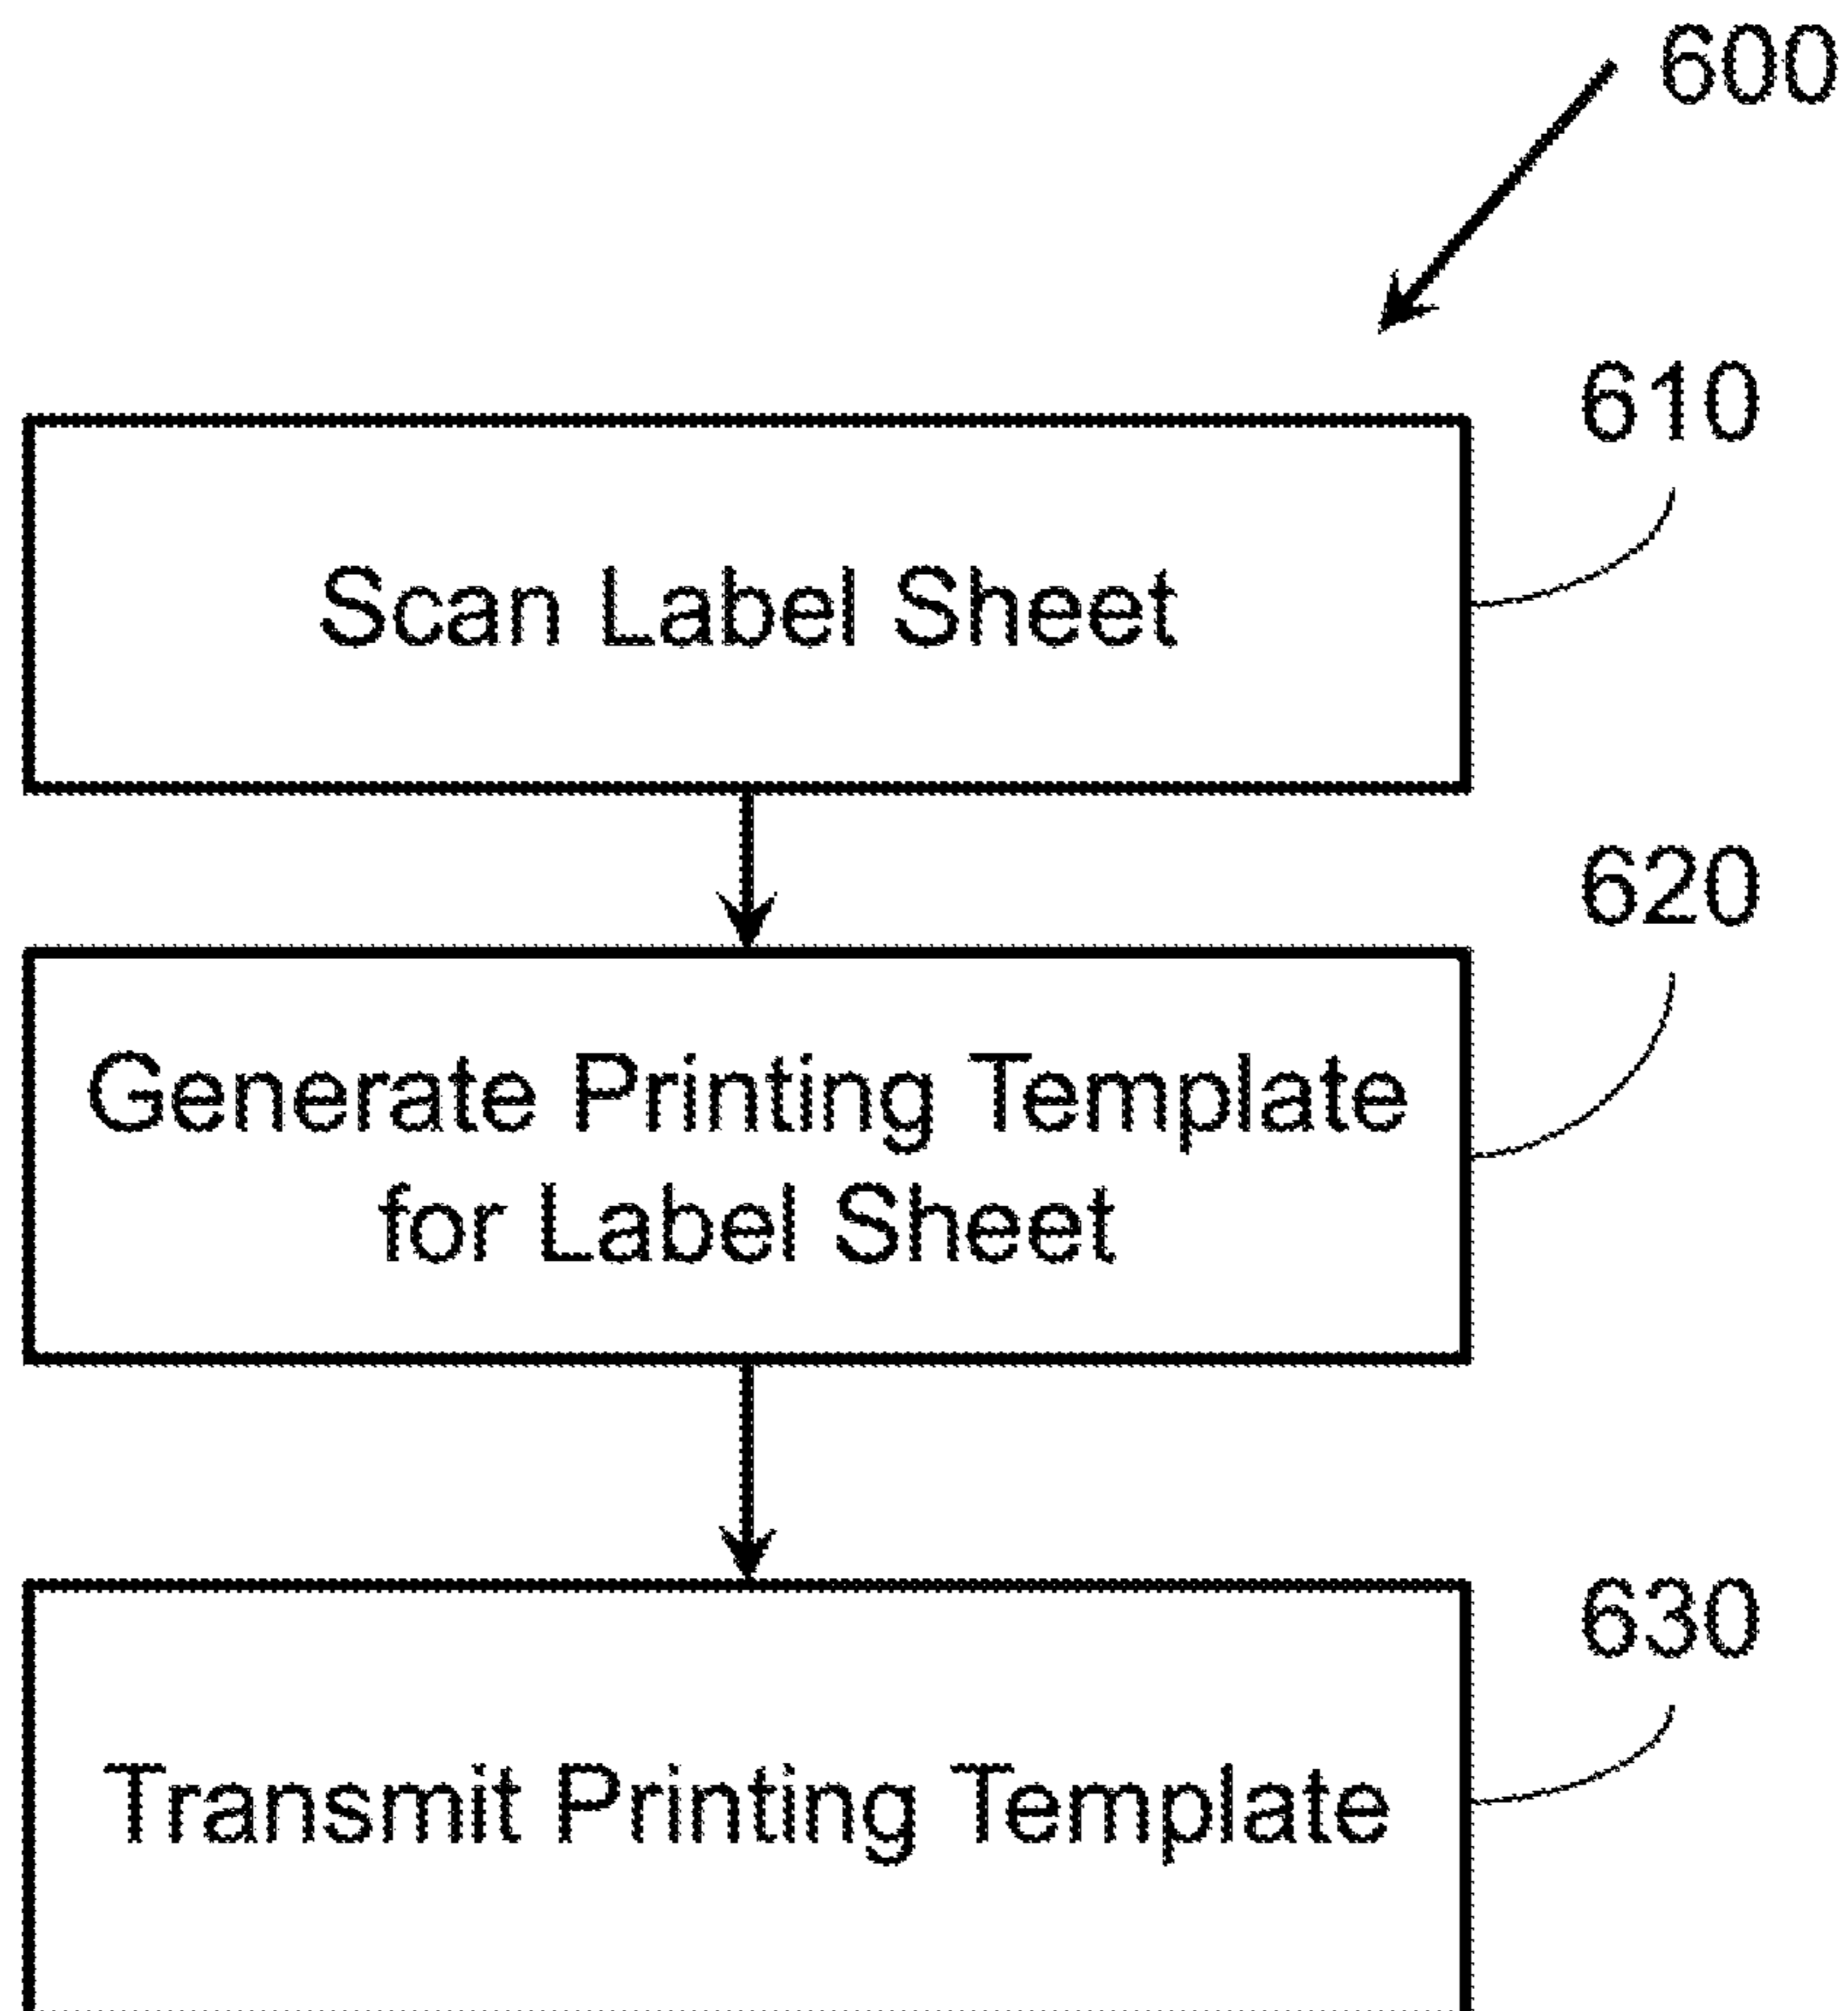 600
610
Scan Label Sheet
620
Generate Printing Template
for Label Sheet
630
Transmit Printing Template